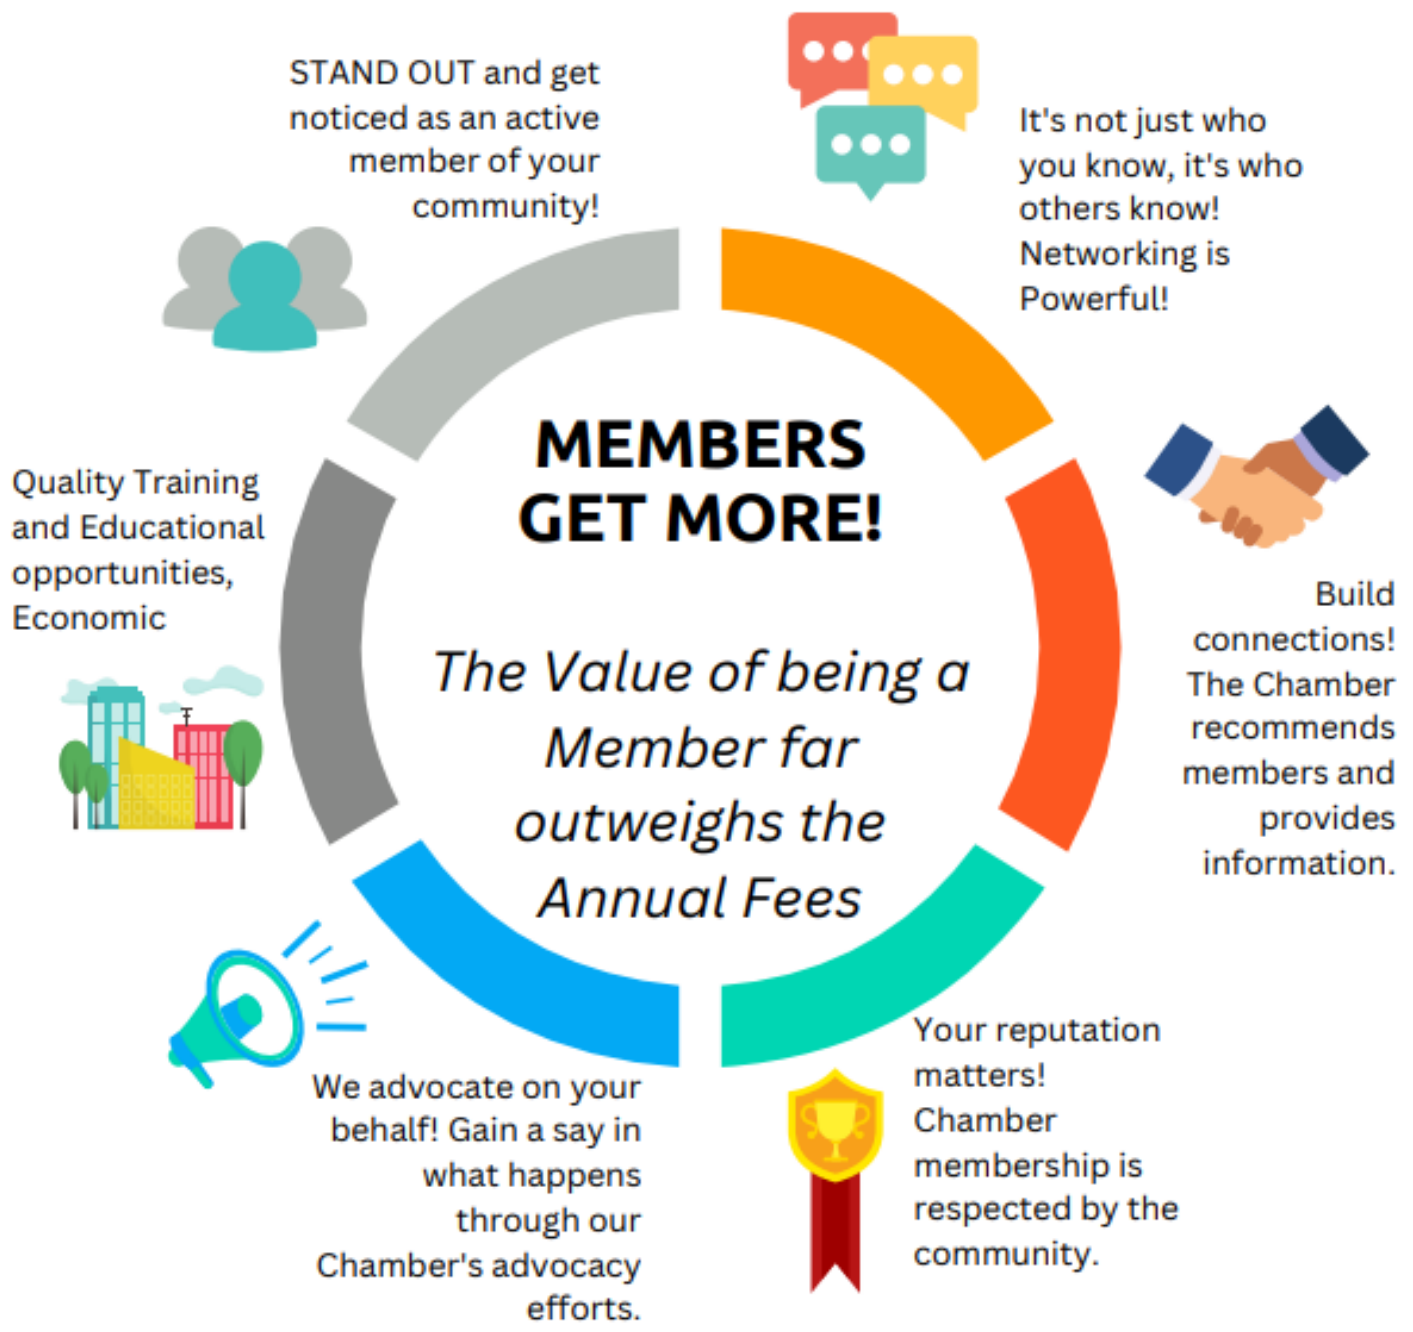 STAND OUT and get
noticed as an active
member of your
community!
It's not just who
you know, it's who
others know!
Networking is
Powerful!
MEMBERS
GET MORE!
The Value of being a
Member far
outweighs the
Annual Fees
Quality Training
and Educational
opportunities,
Economic
Build
connections!
The Chamber
recommends
members and
provides
information.
We advocate on your
behalf! Gain a say in
what happens
through our
Chamber's advocacy
efforts.
Your reputation
matters!
Chamber
membership is
respected by the
community.